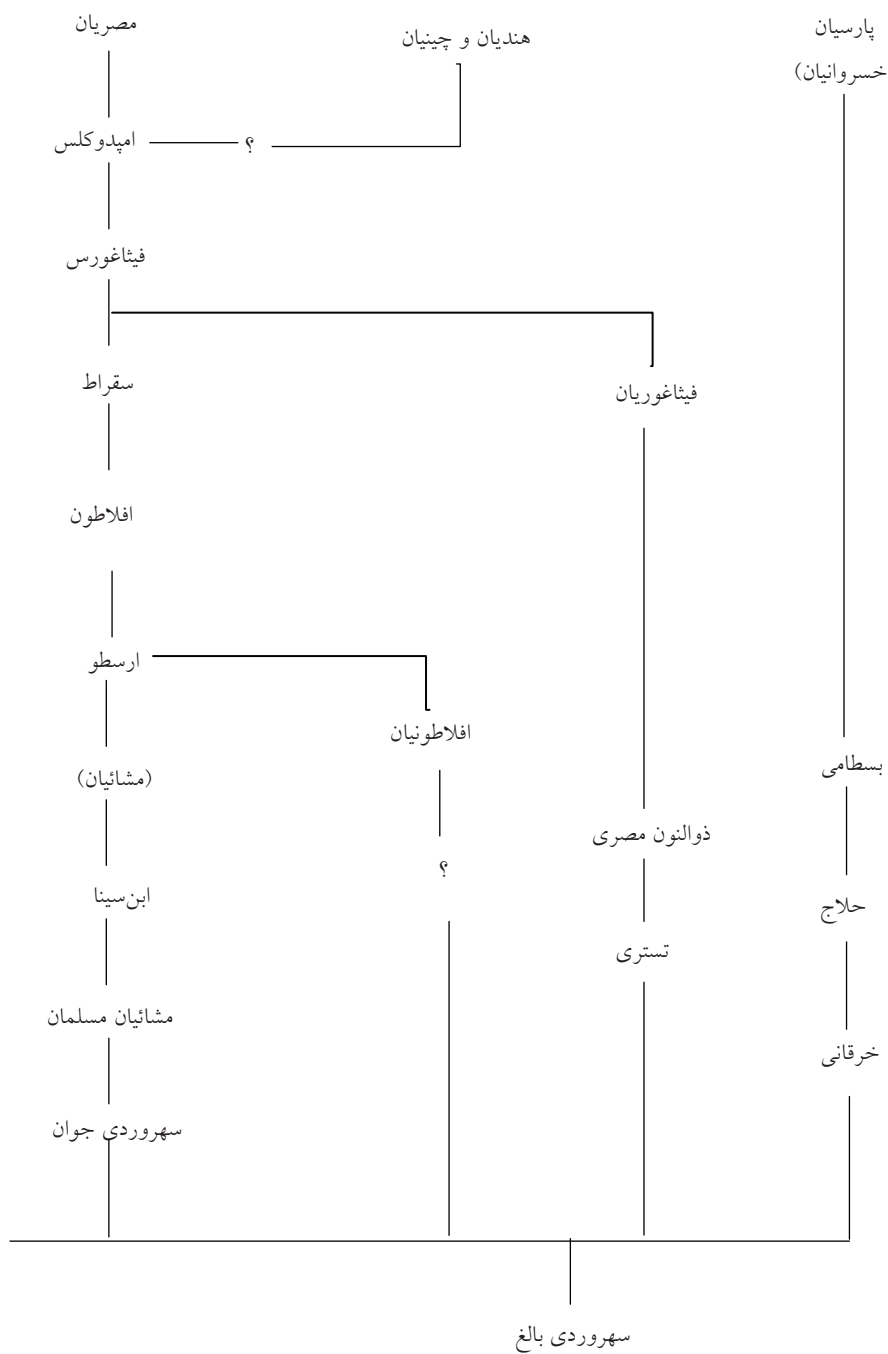 پارسیان
خسروانیان)
هندیان و چینیان
مصریان
امپدوکلس
؟
فیثاغورس
فیثاغوریان
سقراط
افلاطون
ارسطو
افلاطونیان
بسطامی
(مشائیان)
ذوالنون مصری
؟
ابن‌سینا
حلاج
تستری
مشائیان مسلمان
خرقانی
سهروردی جوان
سهروردی بالغ